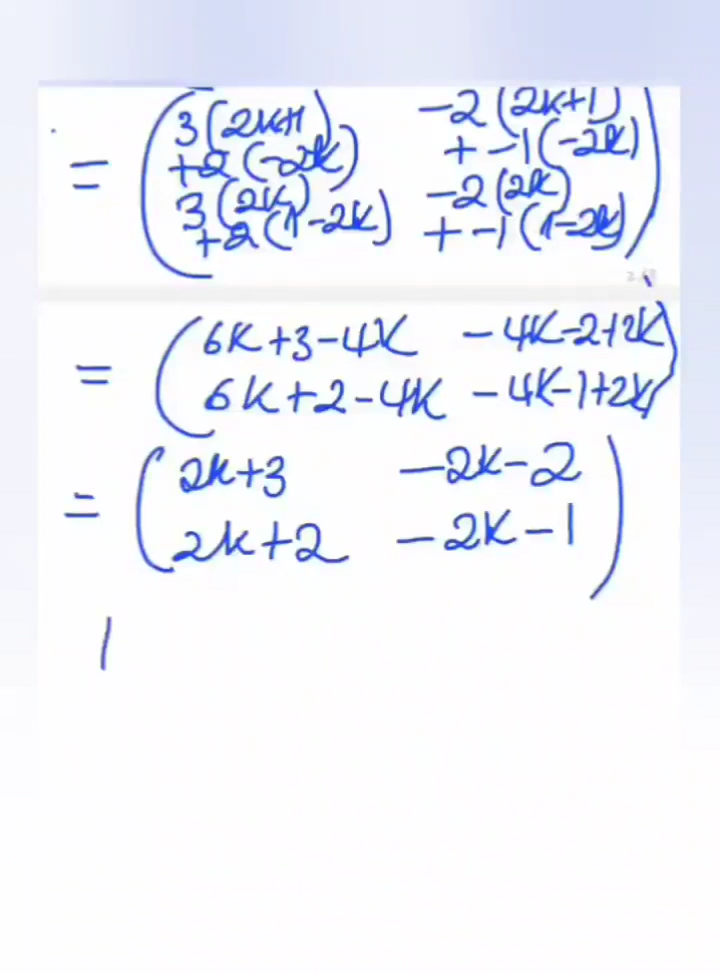 = ( 3(2k+1) -2(2k+1)
+2(-2k) + -1(-2k)
3(2k) -2(2k)
+2(1-2k) + -1(1-2k) )
= ( 6k+3-4k -4k-2+2k
6k+2-4k -4k-1+2k )
= ( 2k+3 -2k-2
2k+2 -2k-1 )